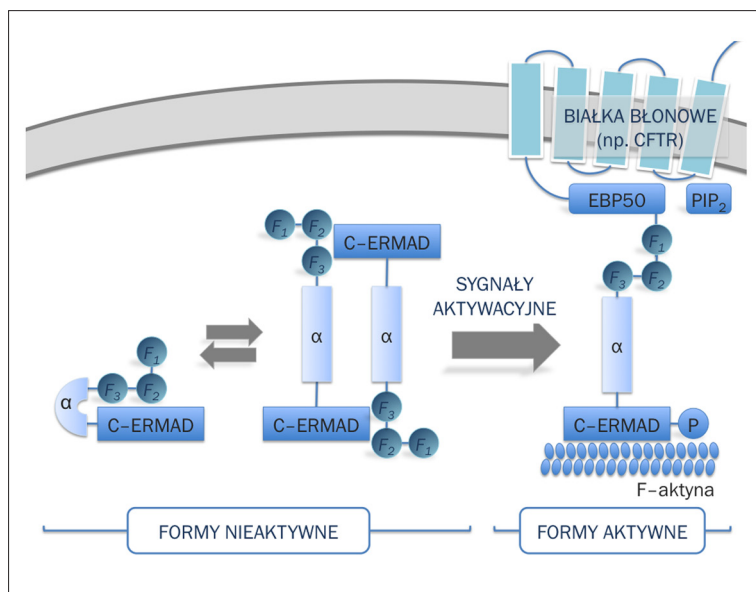 BIAŁKA BŁONOWE
(np. CFTR)
EBP50
PIP2
F1
F2
F3
C-ERMAD
α
α
SYGNAŁY
AKTYWACYJNE
F1
F3
F2
α
F1
F3
F2
α
C-ERMAD
C-ERMAD
F3
F2
F1
C-ERMAD
P
F-aktyna
FORMY NIEAKTYWNE
FORMY AKTYWNE